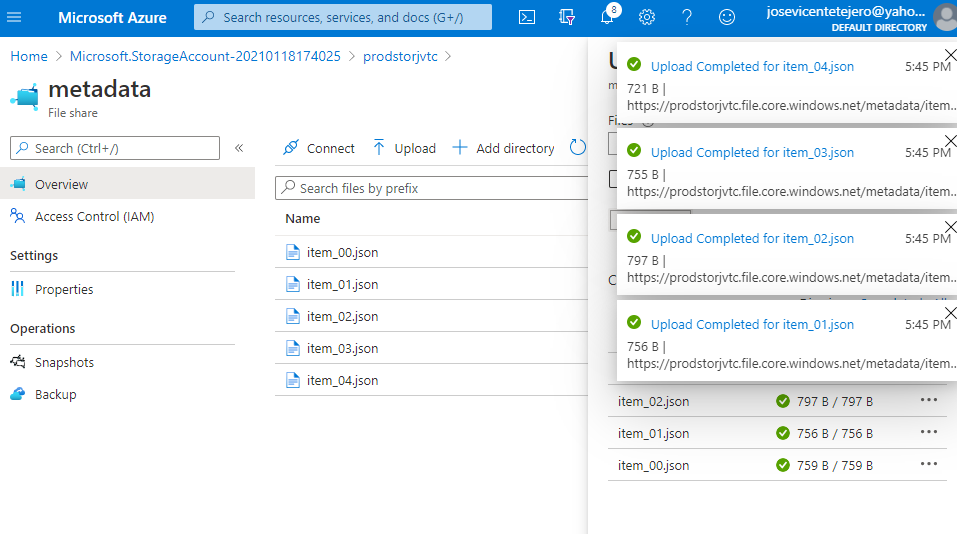 Microsoft Azure
Search resources, services, and docs (G+/)
8
josevicentetejero@yaho...
DEFAULT DIRECTORY
Home > Microsoft.StorageAccount-20210118174025 > prodstorjvtc >
metadata
File share
Search (Ctrl+/)
«
Overview
Access Control (IAM)
Settings
Properties
Operations
Snapshots
Backup
Connect
Upload
Add directory
Search files by prefix
Name
item_00.json
item_01.json
item_02.json
item_03.json
item_04.json
Upload Completed for item_04.json 5:45 PM
721 B |
https://prodstorjvtc.file.core.windows.net/metadata/item...
Upload Completed for item_03.json 5:45 PM
755 B |
https://prodstorjvtc.file.core.windows.net/metadata/item...
Upload Completed for item_02.json 5:45 PM
797 B |
https://prodstorjvtc.file.core.windows.net/metadata/item...
Upload Completed for item_01.json 5:45 PM
756 B |
https://prodstorjvtc.file.core.windows.net/metadata/item...
item_02.json 797 B / 797 B
item_01.json 756 B / 756 B
item_00.json 759 B / 759 B